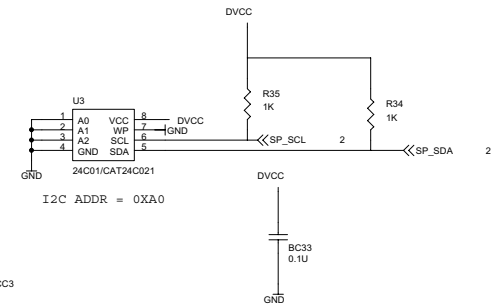 DVCC
U3
R35
1K
R34
1K
1 A0 VCC 8 DVCC
2 A1 WP 7 GND
3 A2 SCL 6 SP_SCL 2
4 GND SDA 5 SP_SDA 2
GND
24C01/CAT24C021
I2C ADDR = 0XA0
DVCC
BC33
0.1U
CC3
GND